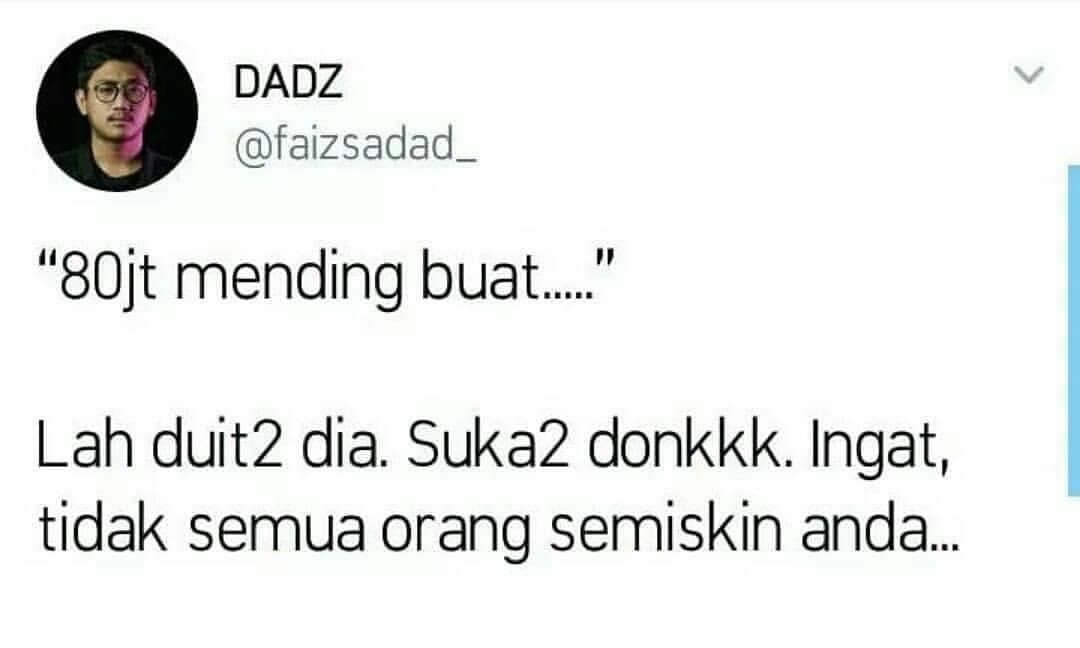 DADZ
@faizsadad_
“80jt mending buat.....”
Lah duit2 dia. Suka2 donkkk. Ingat,
tidak semua orang semiskin anda...